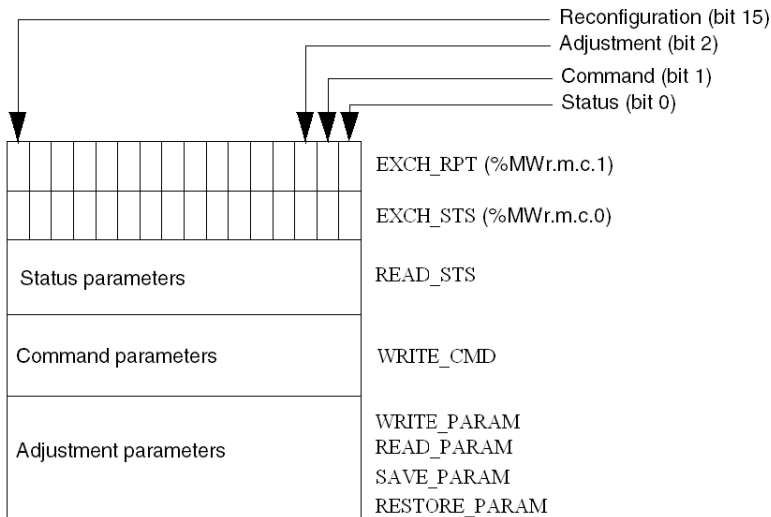 Reconfiguration (bit 15)
Adjustment (bit 2)
Command (bit 1)
Status (bit 0)
EXCH_RPT (%MWr.m.c.1)
EXCH_STS (%MWr.m.c.0)
Status parameters READ_STS
Command parameters WRITE_CMD
WRITE_PARAM
Adjustment parameters READ_PARAM
SAVE_PARAM
RESTORE_PARAM